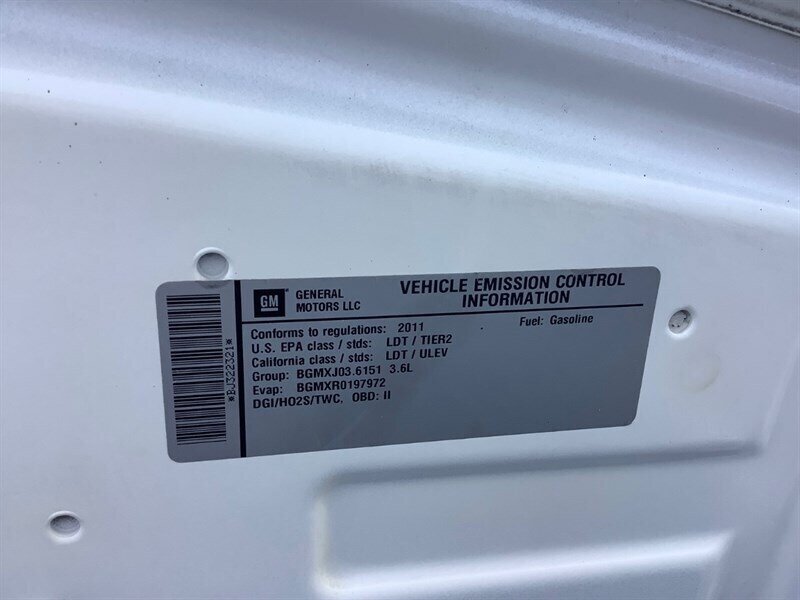 GM GENERAL MOTORS LLC
VEHICLE EMISSION CONTROL
INFORMATION
Conforms to regulations: 2011 Fuel: Gasoline
U.S. EPA class / stds: LDT / TIER2
California class / stds: LDT / ULEV
Group: BGMXJ03.6151 3.6L
Evap: BGMXR0197972
DGI/HO2S/TWC, OBD: II
*BJ322321*